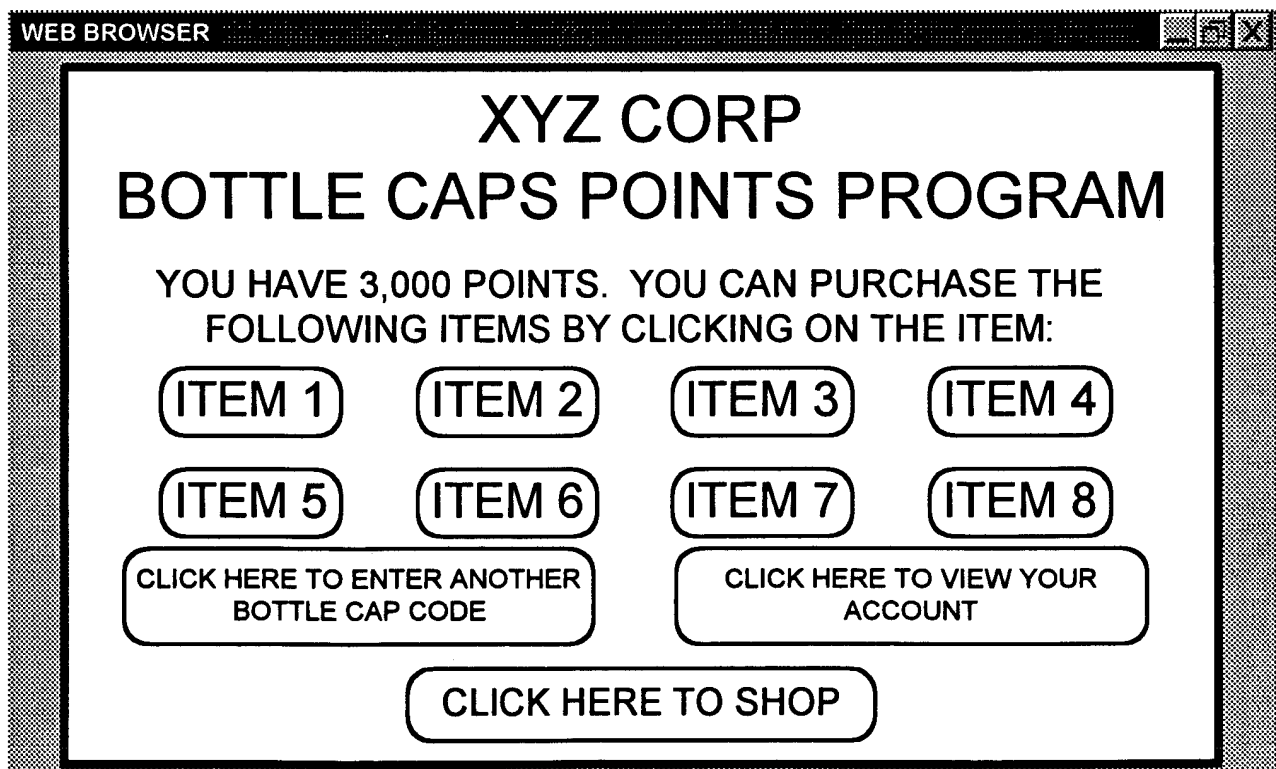 WEB BROWSER
XYZ CORP
BOTTLE CAPS POINTS PROGRAM
YOU HAVE 3,000 POINTS. YOU CAN PURCHASE THE
FOLLOWING ITEMS BY CLICKING ON THE ITEM:
ITEM 1 ITEM 2 ITEM 3 ITEM 4
ITEM 5 ITEM 6 ITEM 7 ITEM 8
CLICK HERE TO ENTER ANOTHER
BOTTLE CAP CODE
CLICK HERE TO VIEW YOUR
ACCOUNT
CLICK HERE TO SHOP